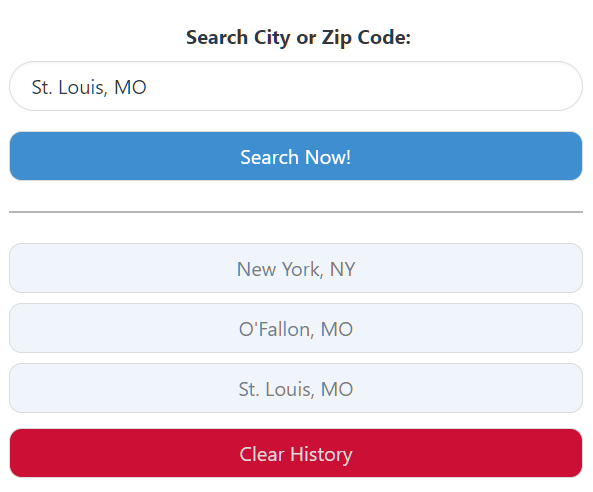 Search City or Zip Code:
St. Louis, MO
Search Now!
New York, NY
O'Fallon, MO
St. Louis, MO
Clear History